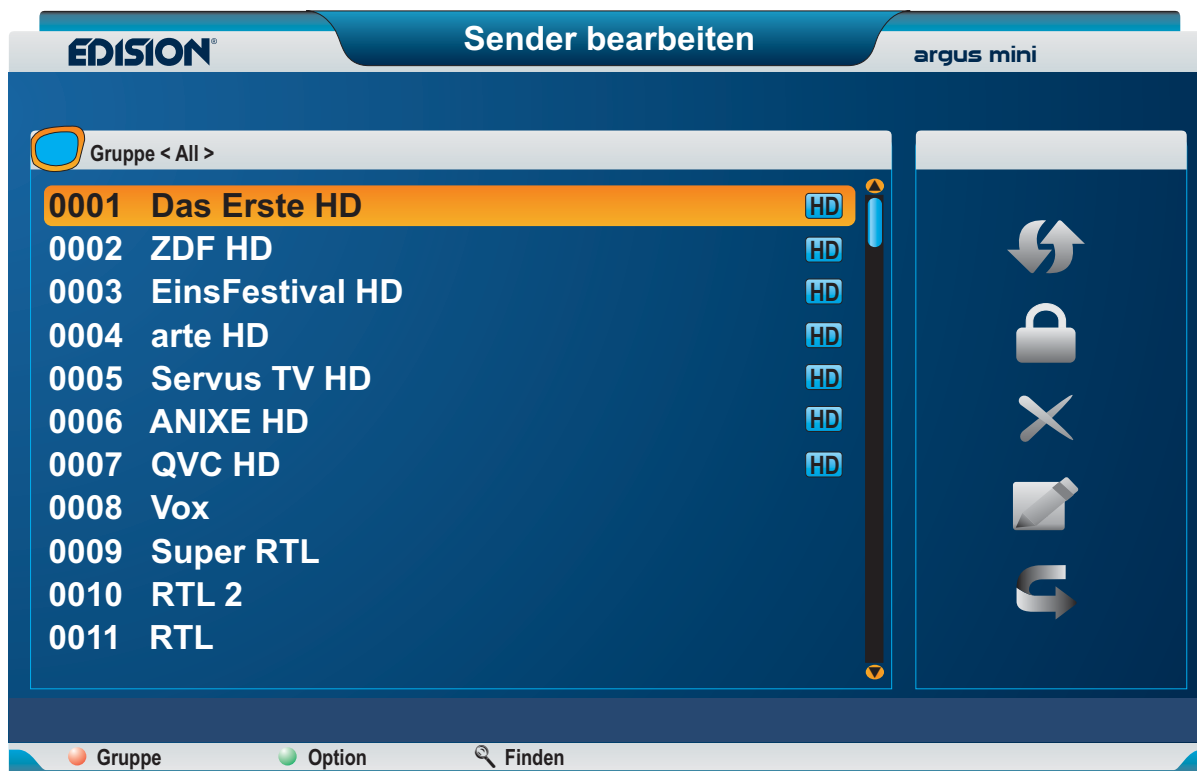 Sender bearbeiten
EDISION®
argus mini
Gruppe < All >
0001 Das Erste HD HD
0002 ZDF HD HD
0003 EinsFestival HD HD
0004 arte HD HD
0005 Servus TV HD HD
0006 ANIXE HD HD
0007 QVC HD HD
0008 Vox
0009 Super RTL
0010 RTL 2
0011 RTL
Gruppe Option Finden